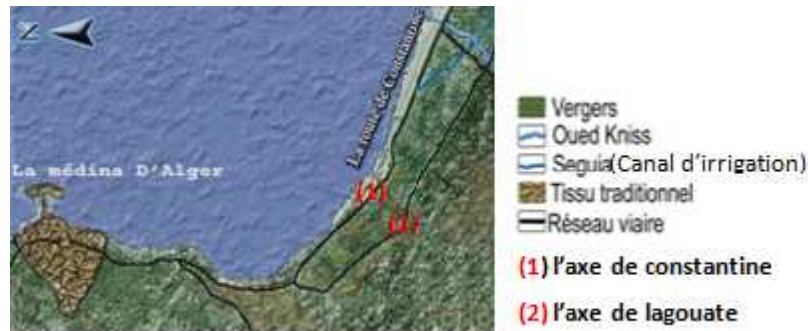 N
La route de Constantine
La médina D'Alger
(1)
(1)
Vergers
Oued Kniss
Seguia(Canal d'irrigation)
Tissu traditionnel
Réseau viaire
(1) l'axe de constantine
(2) l'axe de lagouate